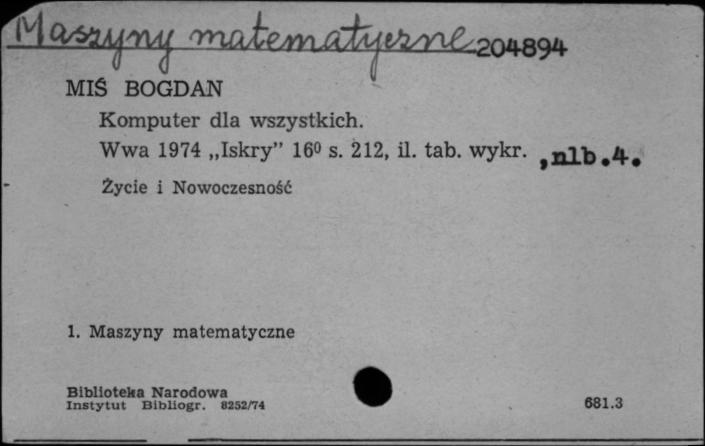 Maszyny matematyczne 204894
MIŚ BOGDAN
Komputer dla wszystkich.
Wwa 1974 „Iskry” 16⁰ s. 212, il. tab. wykr. , nlb. 4.
Życie i Nowoczesność
1. Maszyny matematyczne
Biblioteka Narodowa
Instytut Bibliogr. 8252/74 681.3